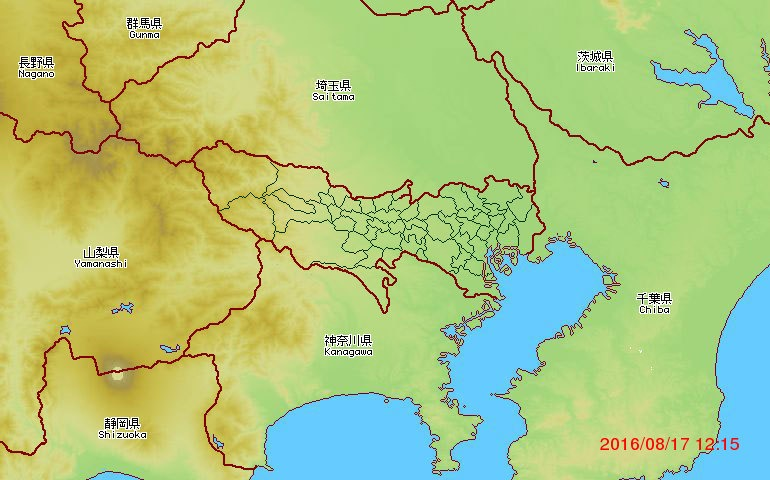 群馬県
Gunma
長野県
Nagano
茨城県
Ibaraki
埼玉県
Saitama
山梨県
Yamanashi
千葉県
Chiba
神奈川県
Kanagawa
静岡県
Shizuoka
2016/08/17 12:15